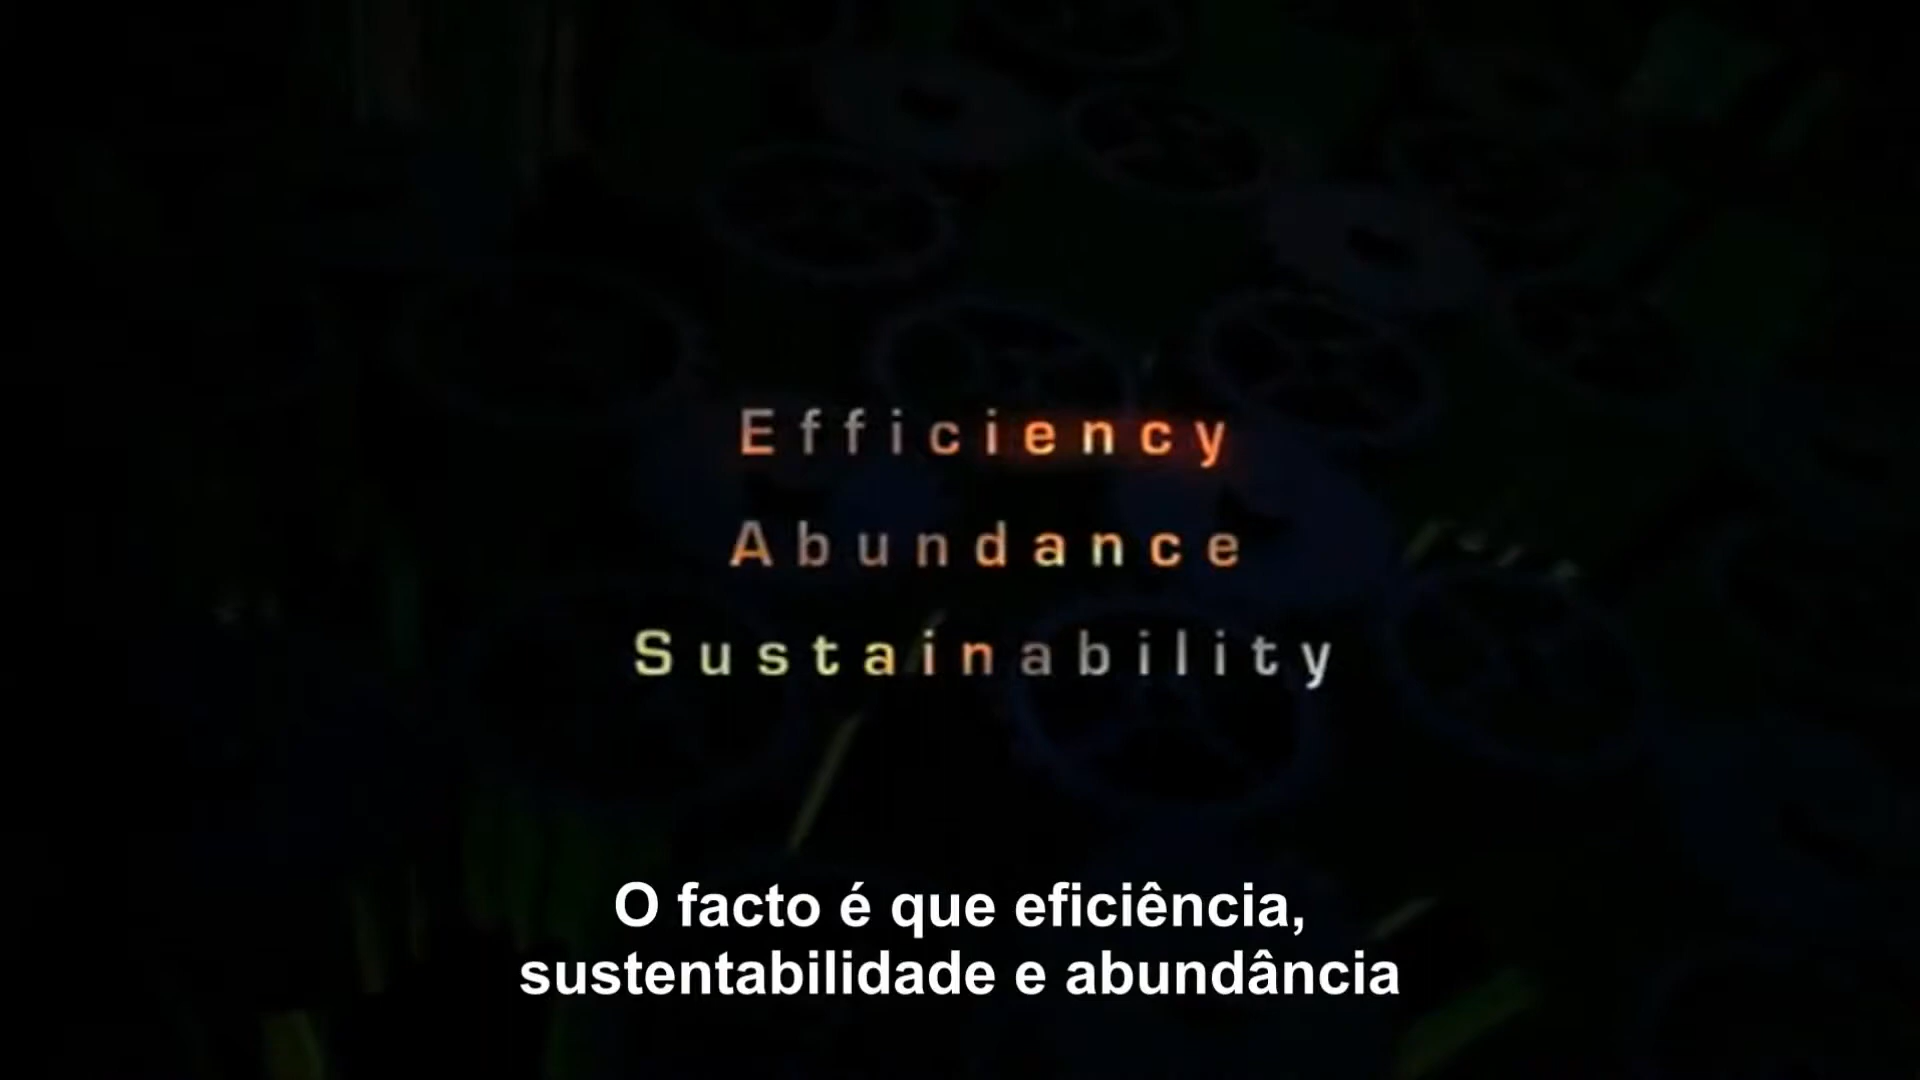 Efficiency
Abundance
Sustainability
O facto é que eficiência,
sustentabilidade e abundância